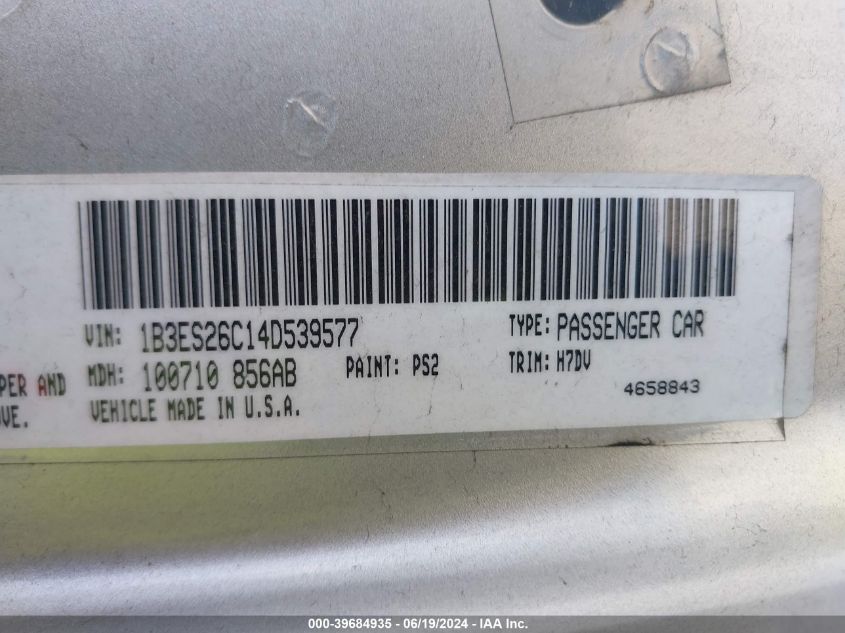 VIN: 1B3ES26C14D539577 TYPE: PASSENGER CAR
PER AND MDH: 100710 856AB PAINT: PS2 TRIM: H7DV
OVE. VEHICLE MADE IN U.S.A. 4658843
000-39684935 - 06/19/2024 - IAA Inc.